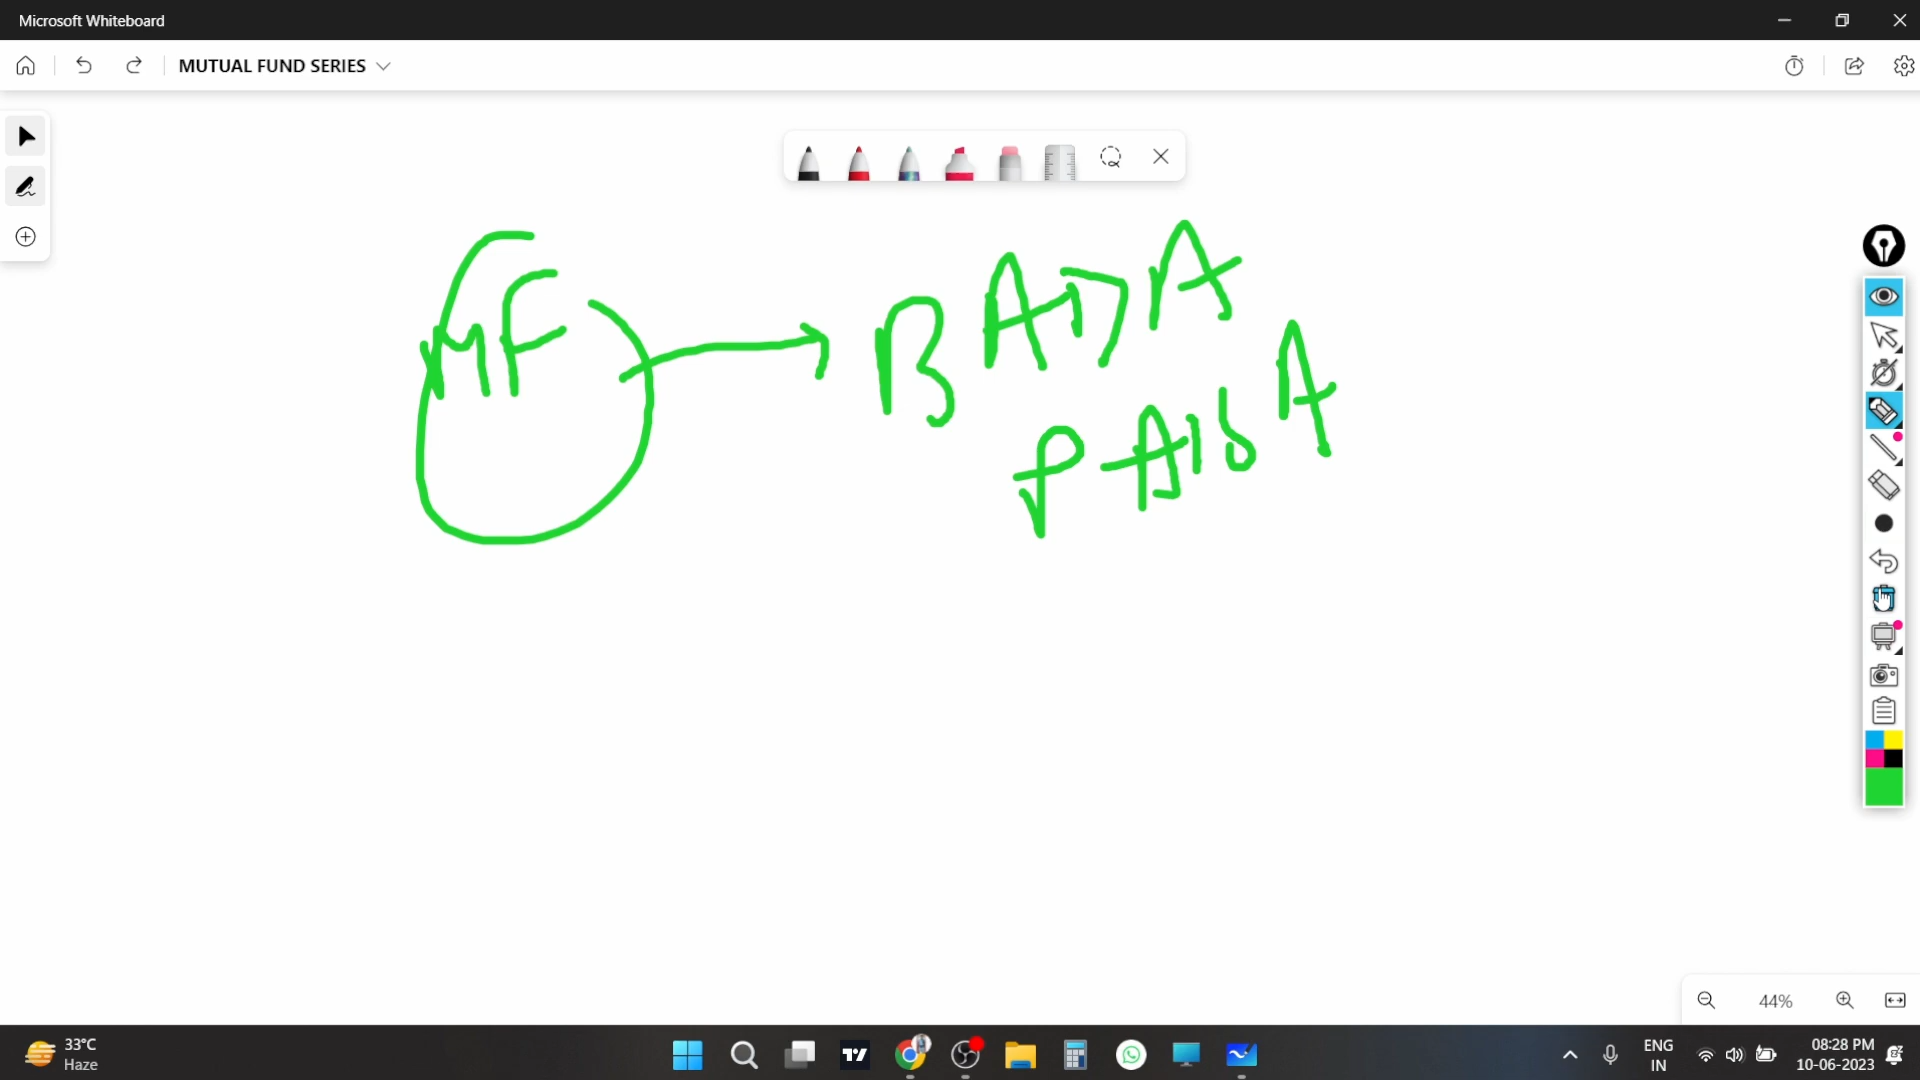 Microsoft Whiteboard
MUTUAL FUND SERIES
MF
BADA
PAISA
44%
33°C
Haze
ENG
IN
08:28 PM
10-06-2023